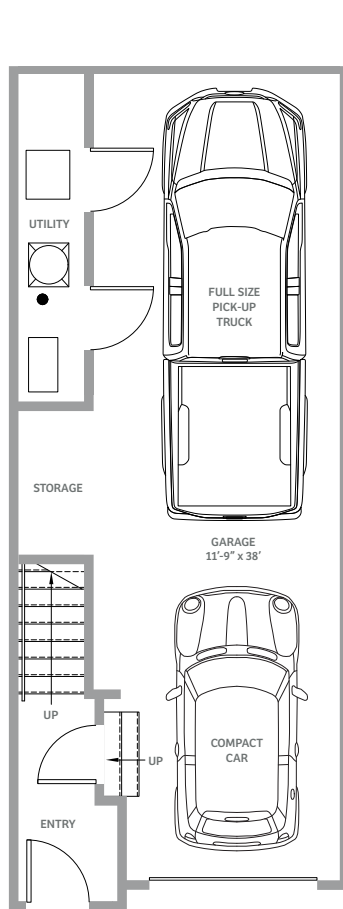 UTILITY
FULL SIZE
PICK-UP
TRUCK
STORAGE
GARAGE
11'-9" x 38'
UP
UP
COMPACT
CAR
ENTRY